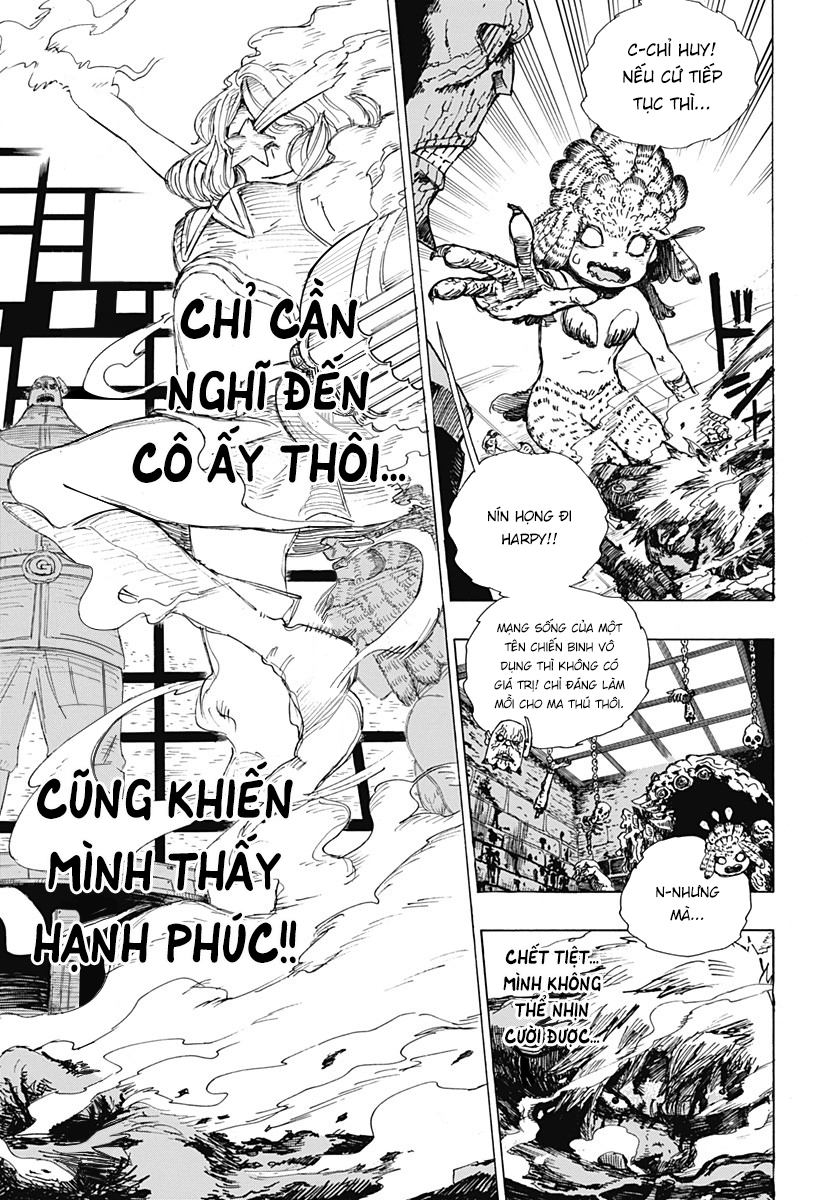 C-CHỈ HUY!
NẾU CỨ TIẾP
TỤC THÌ...
NÍN HỌNG ĐI
HARPY!!
MẠNG SỐNG CỦA MỘT
TÊN CHIẾN BINH VÔ
DỤNG THÌ KHÔNG CÓ
GIÁ TRỊ! CHỈ ĐÁNG LÀM
MỒI CHO MA THÚ THÔI.
N-NHƯNG
MÀ...
CHẾT TIỆT...
MÌNH KHÔNG
THỂ NHỊN
CƯỜI ĐƯỢC...
CHỈ CẦN
NGHĨ ĐẾN
CÔ ẤY THÔI...
CŨNG KHIẾN
MÌNH THẤY
HẠNH PHÚC!!